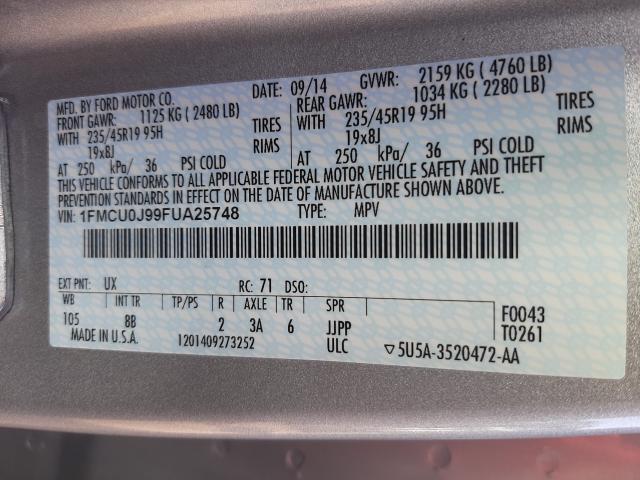 MFD. BY FORD MOTOR CO.
DATE: 09/14 GVWR: 2159 KG ( 4760 LB)
FRONT GAWR: 1125 KG ( 2480 LB) REAR GAWR: 1034 KG ( 2280 LB)
WITH 235/45R19 95H TIRES WITH 235/45R19 95H TIRES
19x8J RIMS 19x8J RIMS
AT 250 kPa/ 36 PSI COLD AT 250 kPa/ 36 PSI COLD
THIS VEHICLE CONFORMS TO ALL APPLICABLE FEDERAL MOTOR VEHICLE SAFETY AND THEFT
PREVENTION STANDARDS IN EFFECT ON THE DATE OF MANUFACTURE SHOWN ABOVE.
VIN: 1FMCU0J99FUA25748 TYPE: MPV
EXT PNT: UX RC: 71 DSO:
WB INT TR TP/PS R AXLE TR SPR
105 8B 2 3A 6 JJPP
F0043
T0261
MADE IN U.S.A. 1201409273252 ULC ▽5U5A-3520472-AA